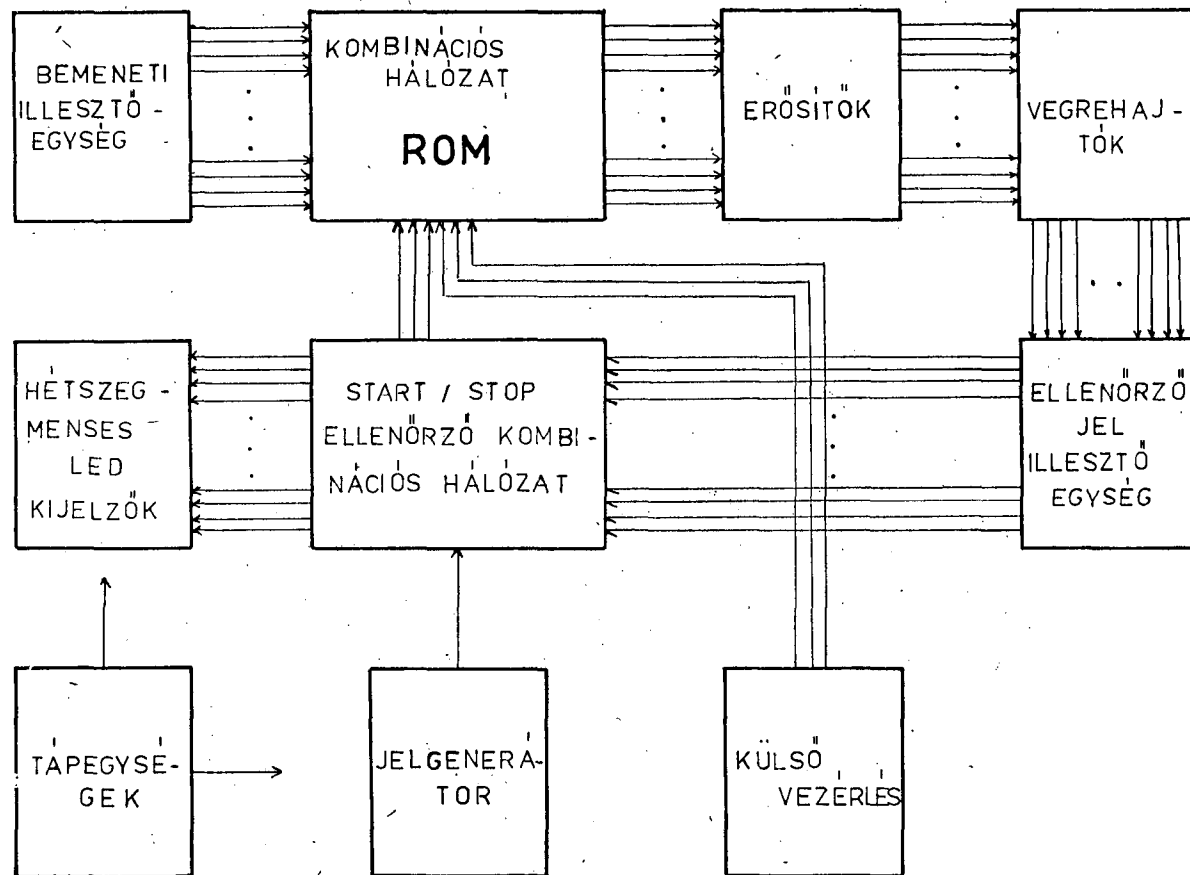 BEMENETI
ILLESZTŐ-
EGYSÉG
KOMBINÁCIÓS
HÁLÓZAT
ROM
ERŐSÍTŐK
VEGREHAJ-
TÓK
HÉTSZEG-
MENSES
LED
KIJELZŐK
START / STOP
ELLENŐRZŐ KOMBI-
NÁCIÓS HÁLÓZAT
ELLENŐRZŐ
JEL
ILLESZTŐ
EGYSÉG
TÁPEGYSÉ-
GEK
JELGENERÁ-
TOR
KÜLSŐ
VEZÉRLÉS